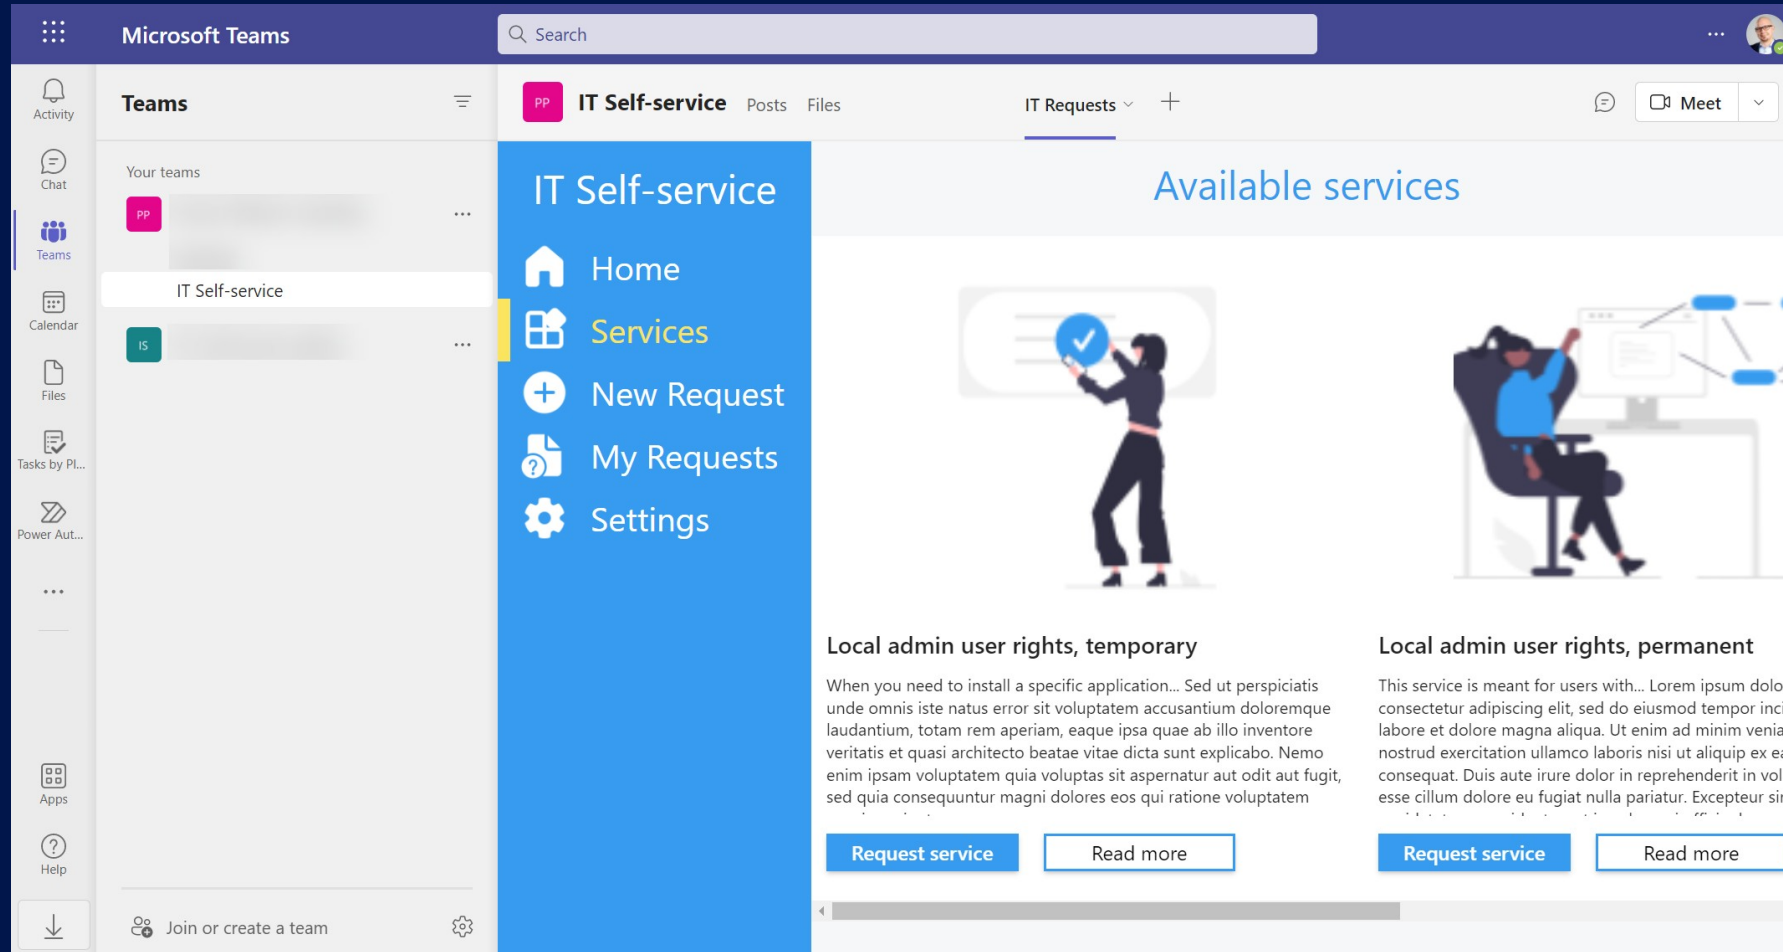 Microsoft Teams
Search
Activity
Chat
Teams
Calendar
Files
Tasks by Pl...
Power Aut...
Apps
Help
Teams
Your teams
PP
IT Self-service
IS
Join or create a team
PP
IT Self-service
Posts
Files
IT Requests
Meet
IT Self-service
Home
Services
New Request
My Requests
Settings
Available services
Local admin user rights, temporary
When you need to install a specific application... Sed ut perspiciatis
unde omnis iste natus error sit voluptatem accusantium doloremque
laudantium, totam rem aperiam, eaque ipsa quae ab illo inventore
veritatis et quasi architecto beatae vitae dicta sunt explicabo. Nemo
enim ipsam voluptatem quia voluptas sit aspernatur aut odit aut fugit,
sed quia consequuntur magni dolores eos qui ratione voluptatem
Request service
Read more
Local admin user rights, permanent
This service is meant for users with... Lorem ipsum dolo
consectetur adipiscing elit, sed do eiusmod tempor inci
labore et dolore magna aliqua. Ut enim ad minim venia
nostrud exercitation ullamco laboris nisi ut aliquip ex ea
consequat. Duis aute irure dolor in reprehenderit in vol
esse cillum dolore eu fugiat nulla pariatur. Excepteur sin
Request service
Read more